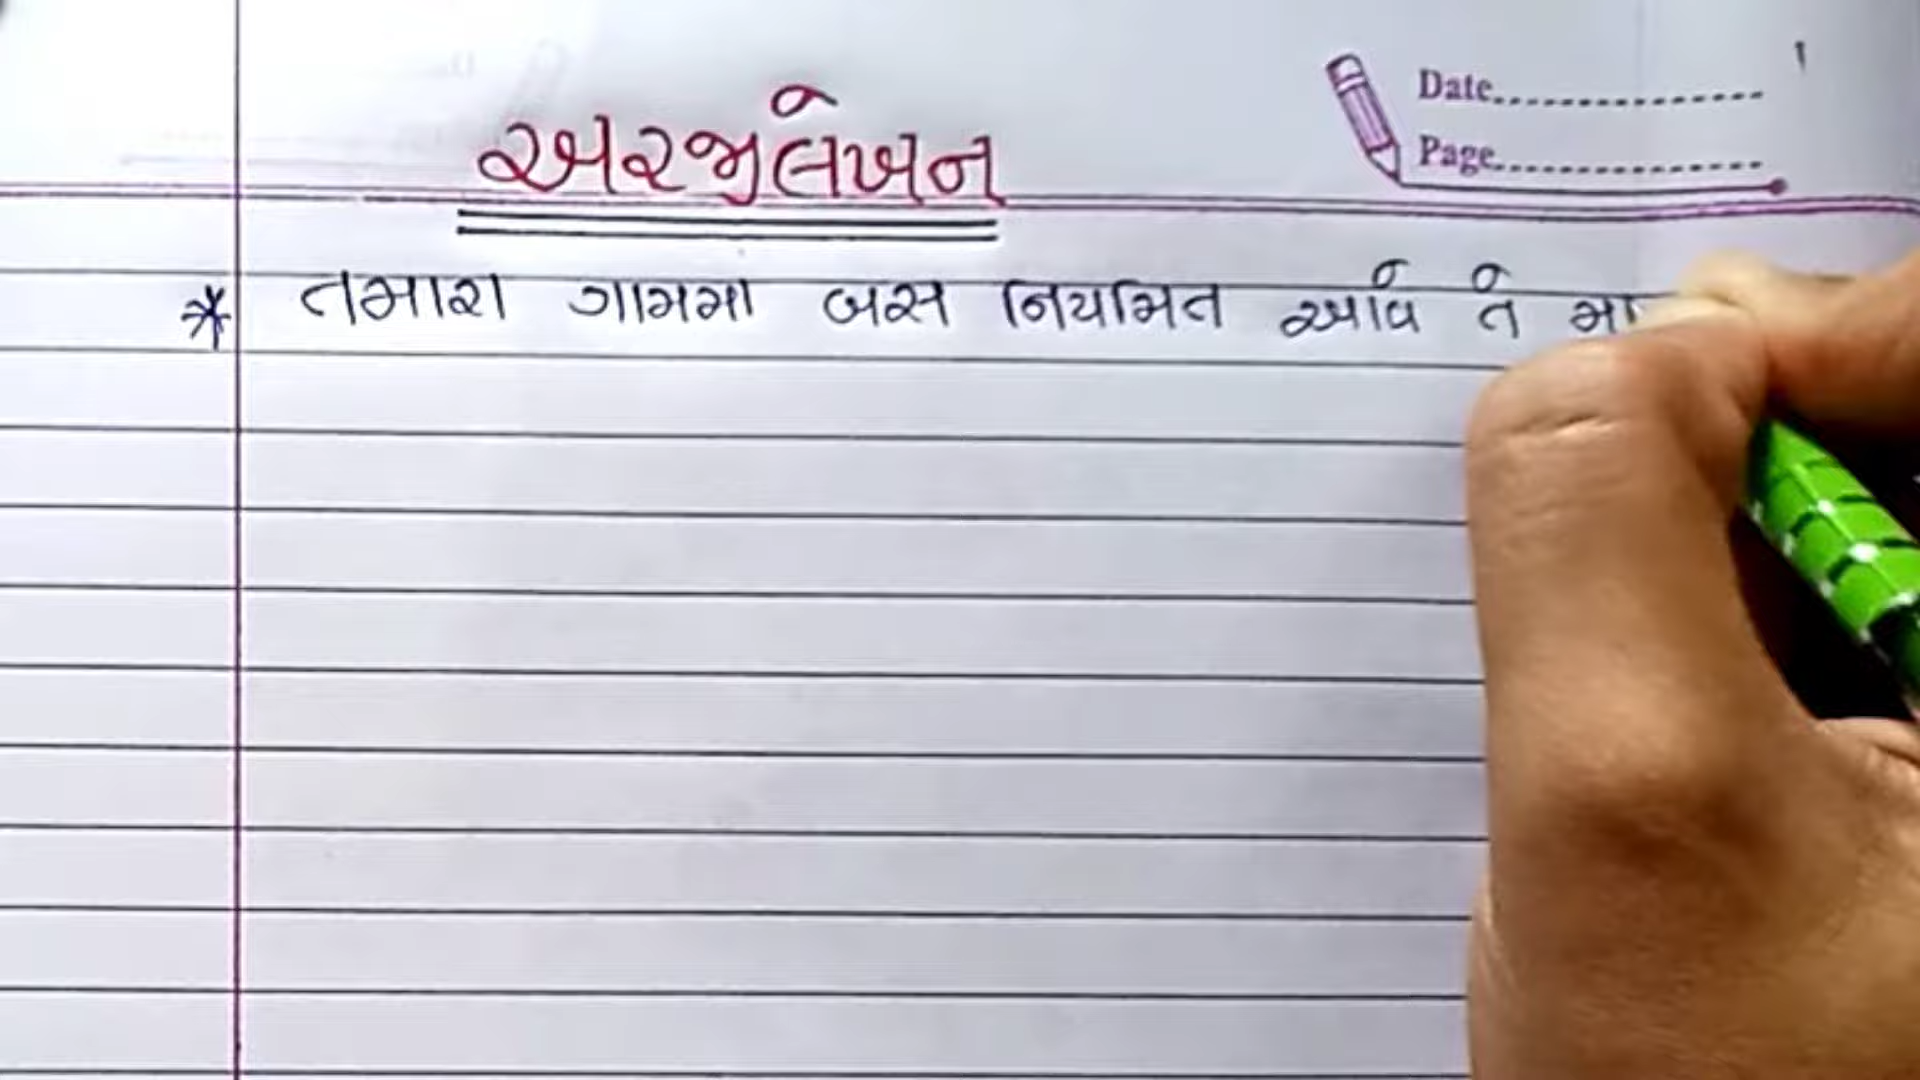 અરજીલેખન
Date
Page
* તમારા ગામમા બસ નિયમિત આવે તે મા